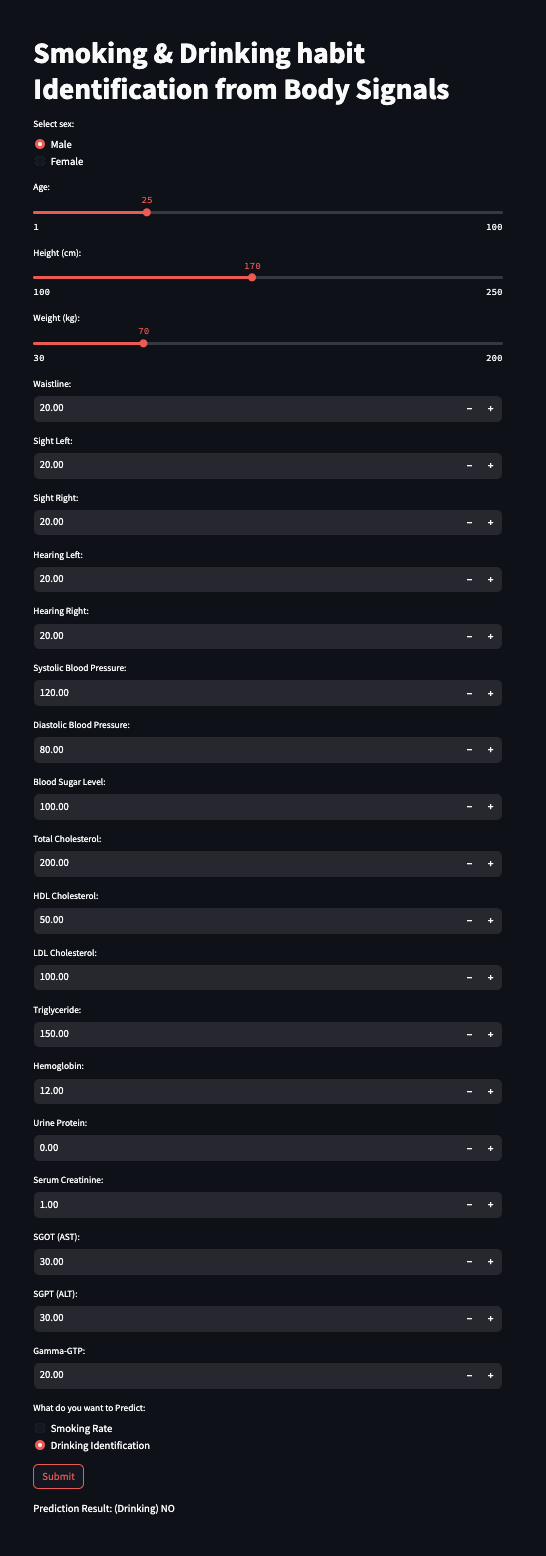 Smoking & Drinking habit
Identification from Body Signals
Select sex:
Male
Female
Age:
25
1 100
Height (cm):
170
100 250
Weight (kg):
70
30 200
Waistline:
20.00 − +
Sight Left:
20.00 − +
Sight Right:
20.00 − +
Hearing Left:
20.00 − +
Hearing Right:
20.00 − +
Systolic Blood Pressure:
120.00 − +
Diastolic Blood Pressure:
80.00 − +
Blood Sugar Level:
100.00 − +
Total Cholesterol:
200.00 − +
HDL Cholesterol:
50.00 − +
LDL Cholesterol:
100.00 − +
Triglyceride:
150.00 − +
Hemoglobin:
12.00 − +
Urine Protein:
0.00 − +
Serum Creatinine:
1.00 − +
SGOT (AST):
30.00 − +
SGPT (ALT):
30.00 − +
Gamma-GTP:
20.00 − +
What do you want to Predict:
Smoking Rate
Drinking Identification
Submit
Prediction Result: (Drinking) NO